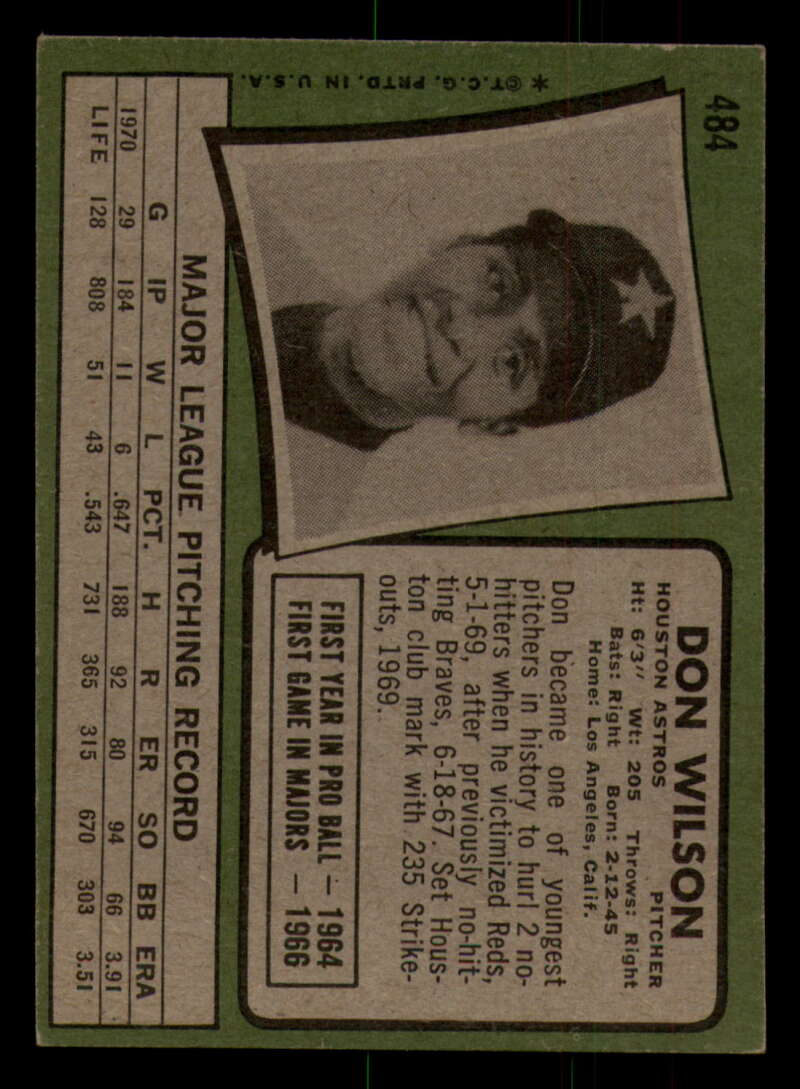 484
* ©T.C.G. PRTD. IN U.S.A.
DON WILSON
HOUSTON ASTROS PITCHER
Ht: 6'3" Wt: 205 Throws: Right
Bats: Right Born: 2-12-45
Home: Los Angeles, Calif.
Don became one of youngest
pitchers in history to hurl 2 no-
hitters when he victimized Reds,
5-1-69, after previously no-hit-
ting Braves, 6-18-67. Set Hous-
ton club mark with 235 Strike-
outs, 1969.
FIRST YEAR IN PRO BALL — 1964
FIRST GAME IN MAJORS — 1966
MAJOR LEAGUE PITCHING RECORD
G IP W L PCT. H R ER SO BB ERA
1970 29 184 11 6 .647 188 92 80 94 66 3.91
LIFE 128 808 51 43 .543 731 365 315 670 303 3.51